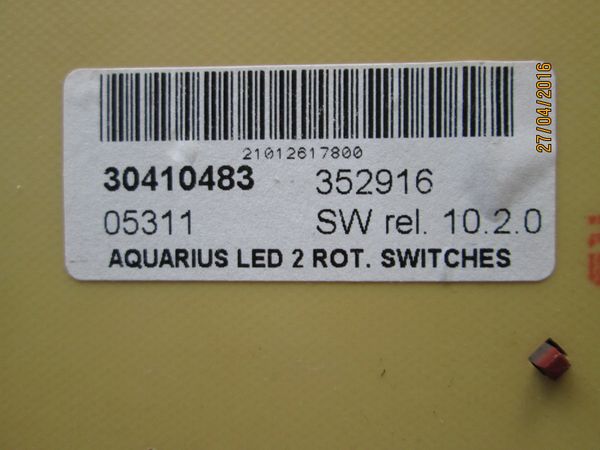 21012617800
30410483 352916
05311 SW rel. 10.2.0
AQUARIUS LED 2 ROT. SWITCHES
27/04/2016